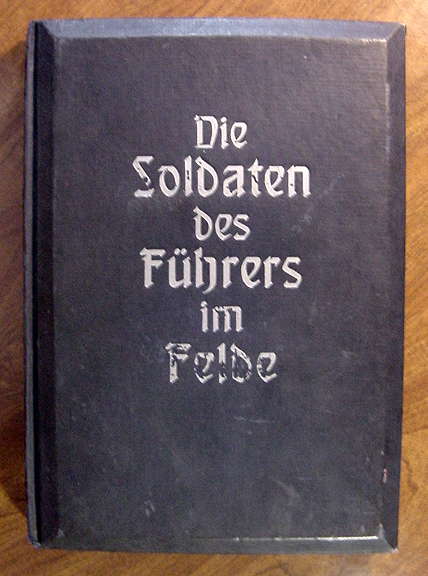 Die
Soldaten
des
Führers
im
Felde